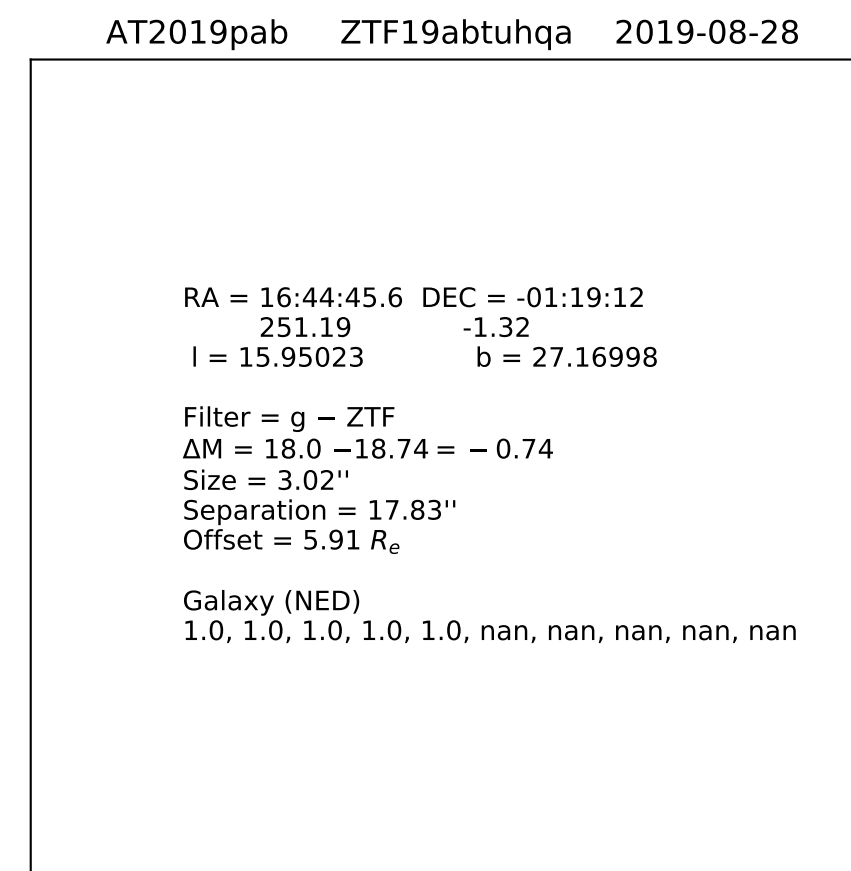 AT2019pab ZTF19abtuhqa 2019-08-28
RA = 16:44:45.6 DEC = -01:19:12
251.19 -1.32
l = 15.95023 b = 27.16998
Filter = g − ZTF
ΔM = 18.0 −18.74 = − 0.74
Size = 3.02''
Separation = 17.83''
Offset = 5.91 Re
Galaxy (NED)
1.0, 1.0, 1.0, 1.0, 1.0, nan, nan, nan, nan, nan